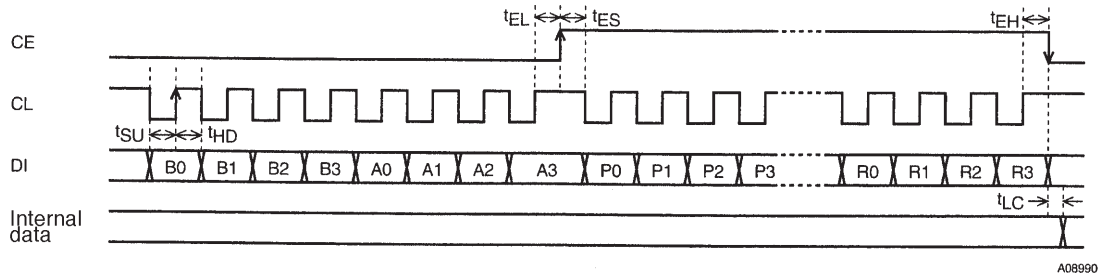 tEL tES tEH
CE
CL
tSU tHD
DI B0 B1 B2 B3 A0 A1 A2 A3 P0 P1 P2 P3 R0 R1 R2 R3
tLC
Internal
data
A08990